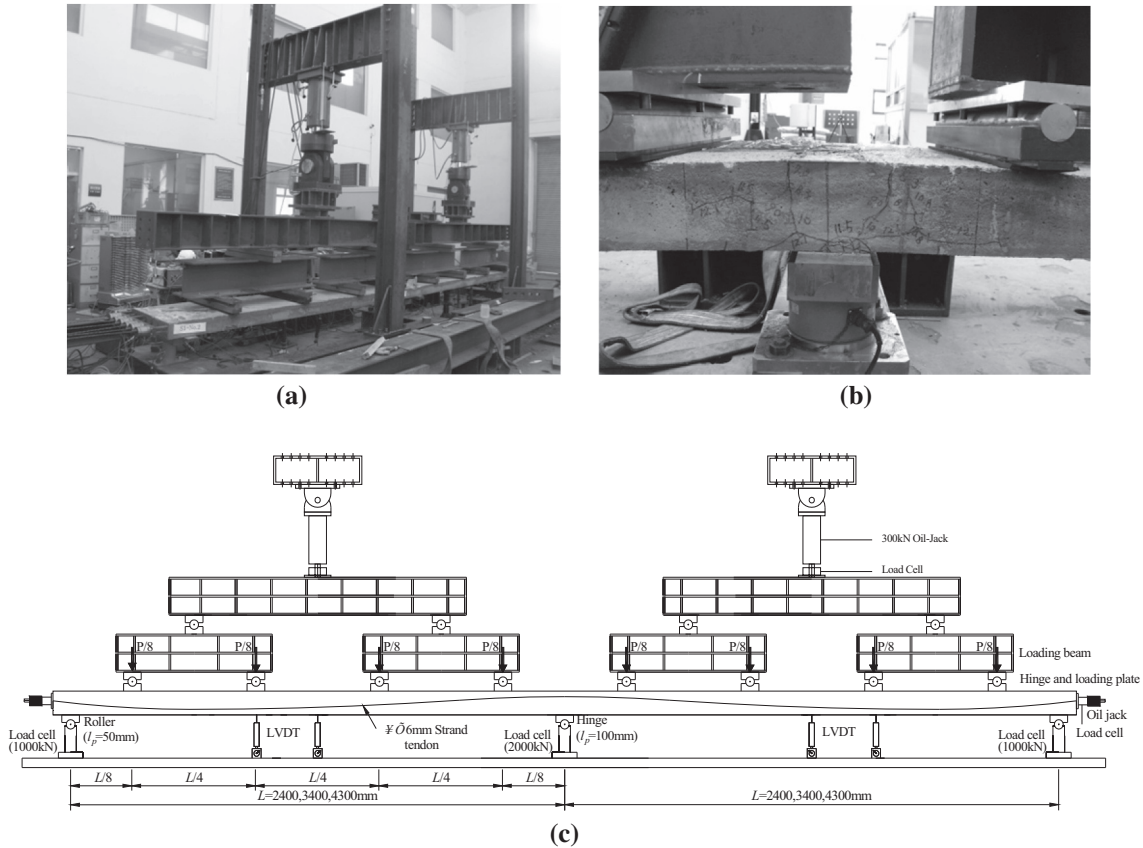 (a)
(b)
300kN Oil-Jack
Load Cell
P/8 P/8 P/8 P/8 P/8 P/8 P/8 P/8
Loading beam
Hinge and loading plate
Oil jack
Load cell
Load cell
(1000kN)
Roller
(lp=50mm)
LVDT
¥ Õ6mm Strand
tendon
Load cell
(2000kN)
Hinge
(lp=100mm)
LVDT
Load cell
(1000kN)
L/8 L/4 L/4 L/4 L/8
L=2400,3400,4300mm L=2400,3400,4300mm
(c)